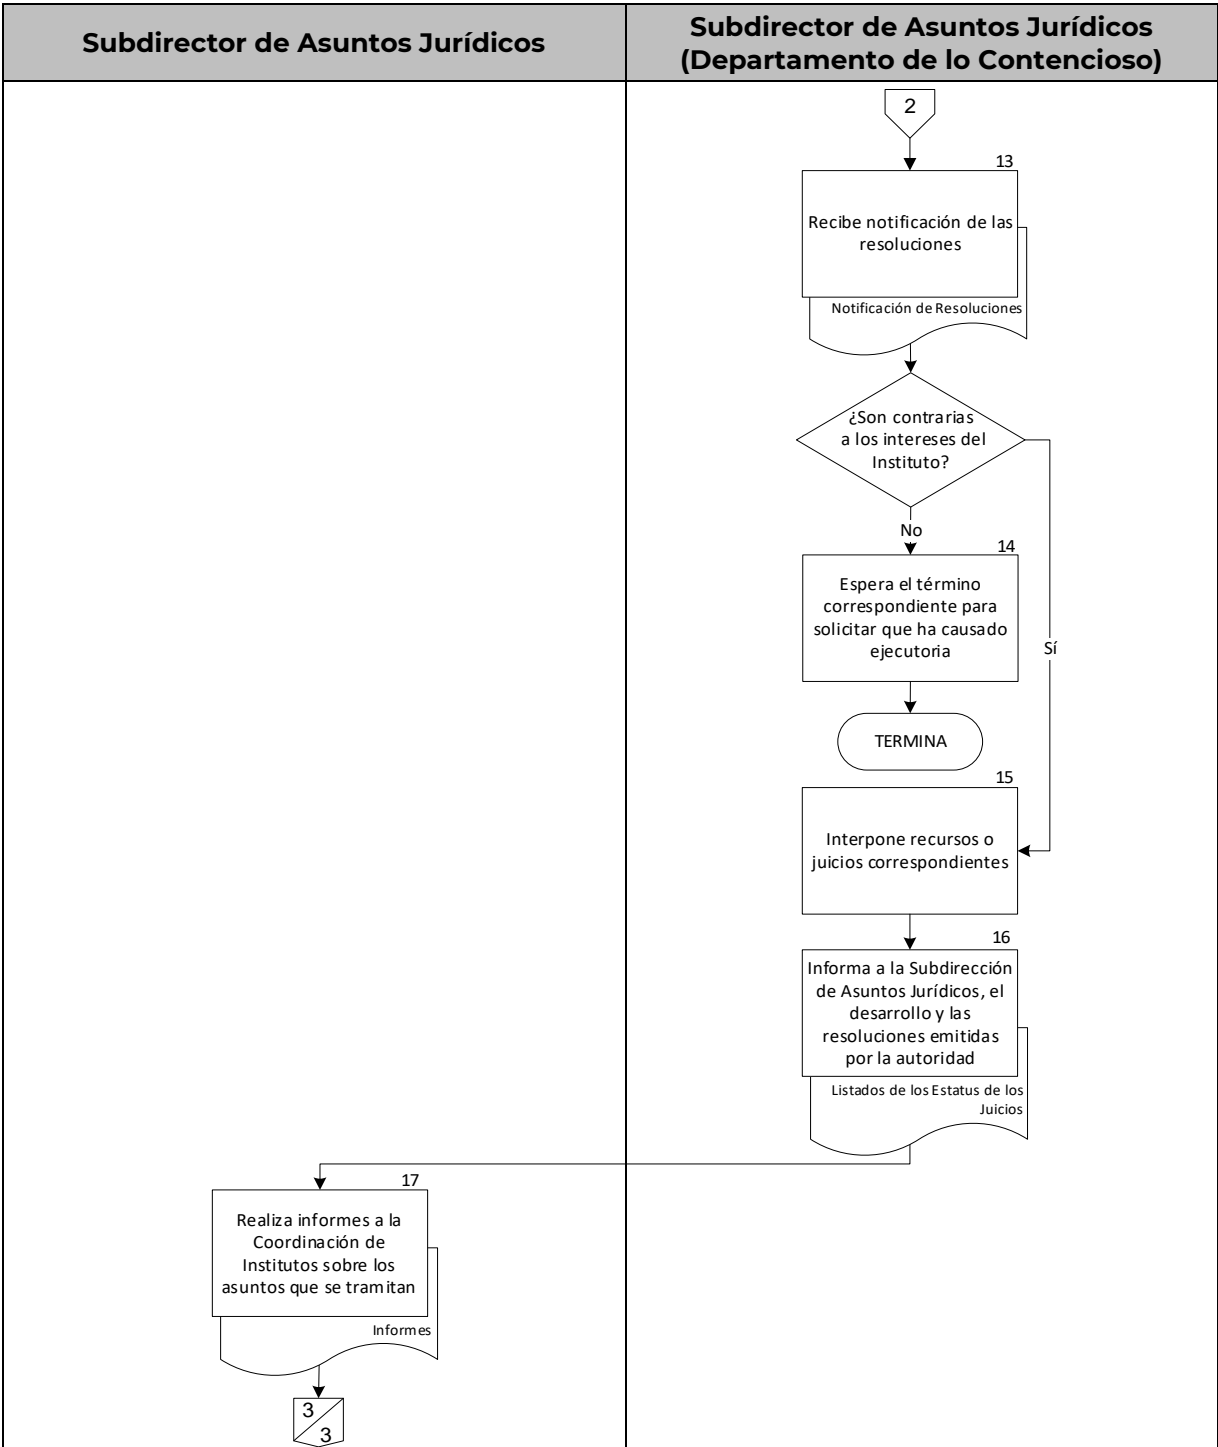 Subdirector de Asuntos Jurídicos
Subdirector de Asuntos Jurídicos
(Departamento de lo Contencioso)
2
13
Recibe notificación de las
resoluciones
Notificación de Resoluciones
¿Son contrarias
a los intereses del
Instituto?
No
14
Espera el término
correspondiente para
solicitar que ha causado
ejecutoria
Sí
TERMINA
15
Interpone recursos o
juicios correspondientes
16
Informa a la Subdirección
de Asuntos Jurídicos, el
desarrollo y las
resoluciones emitidas
por la autoridad
Listados de los Estatus de los
Juicios
17
Realiza informes a la
Coordinación de
Institutos sobre los
asuntos que se tramitan
Informes
3
3